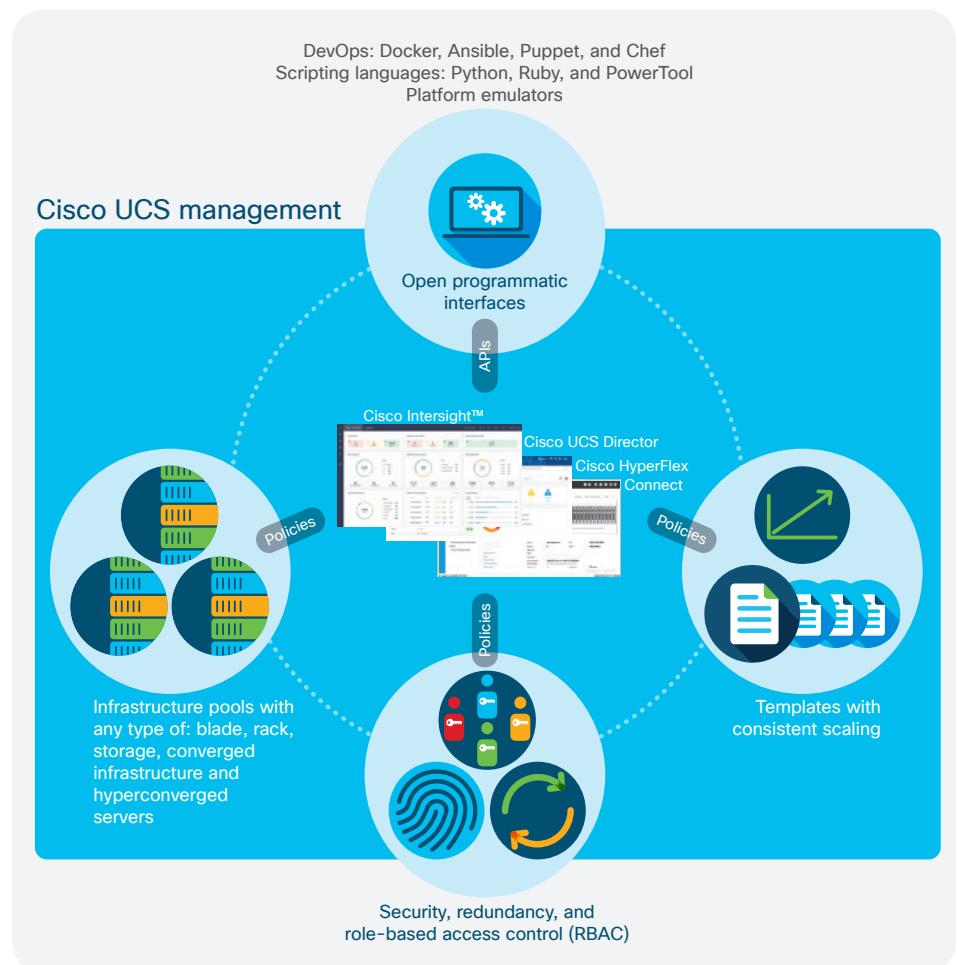 DevOps: Docker, Ansible, Puppet, and Chef
Scripting languages: Python, Ruby, and PowerTool
Platform emulators
Cisco UCS management
Open programmatic
interfaces
APIs
Cisco Intersight™
Cisco UCS Director
Cisco HyperFlex
Connect
Policies
Policies
Policies
Infrastructure pools with
any type of: blade, rack,
storage, converged
infrastructure and
hyperconverged
servers
Templates with
consistent scaling
Security, redundancy, and
role-based access control (RBAC)